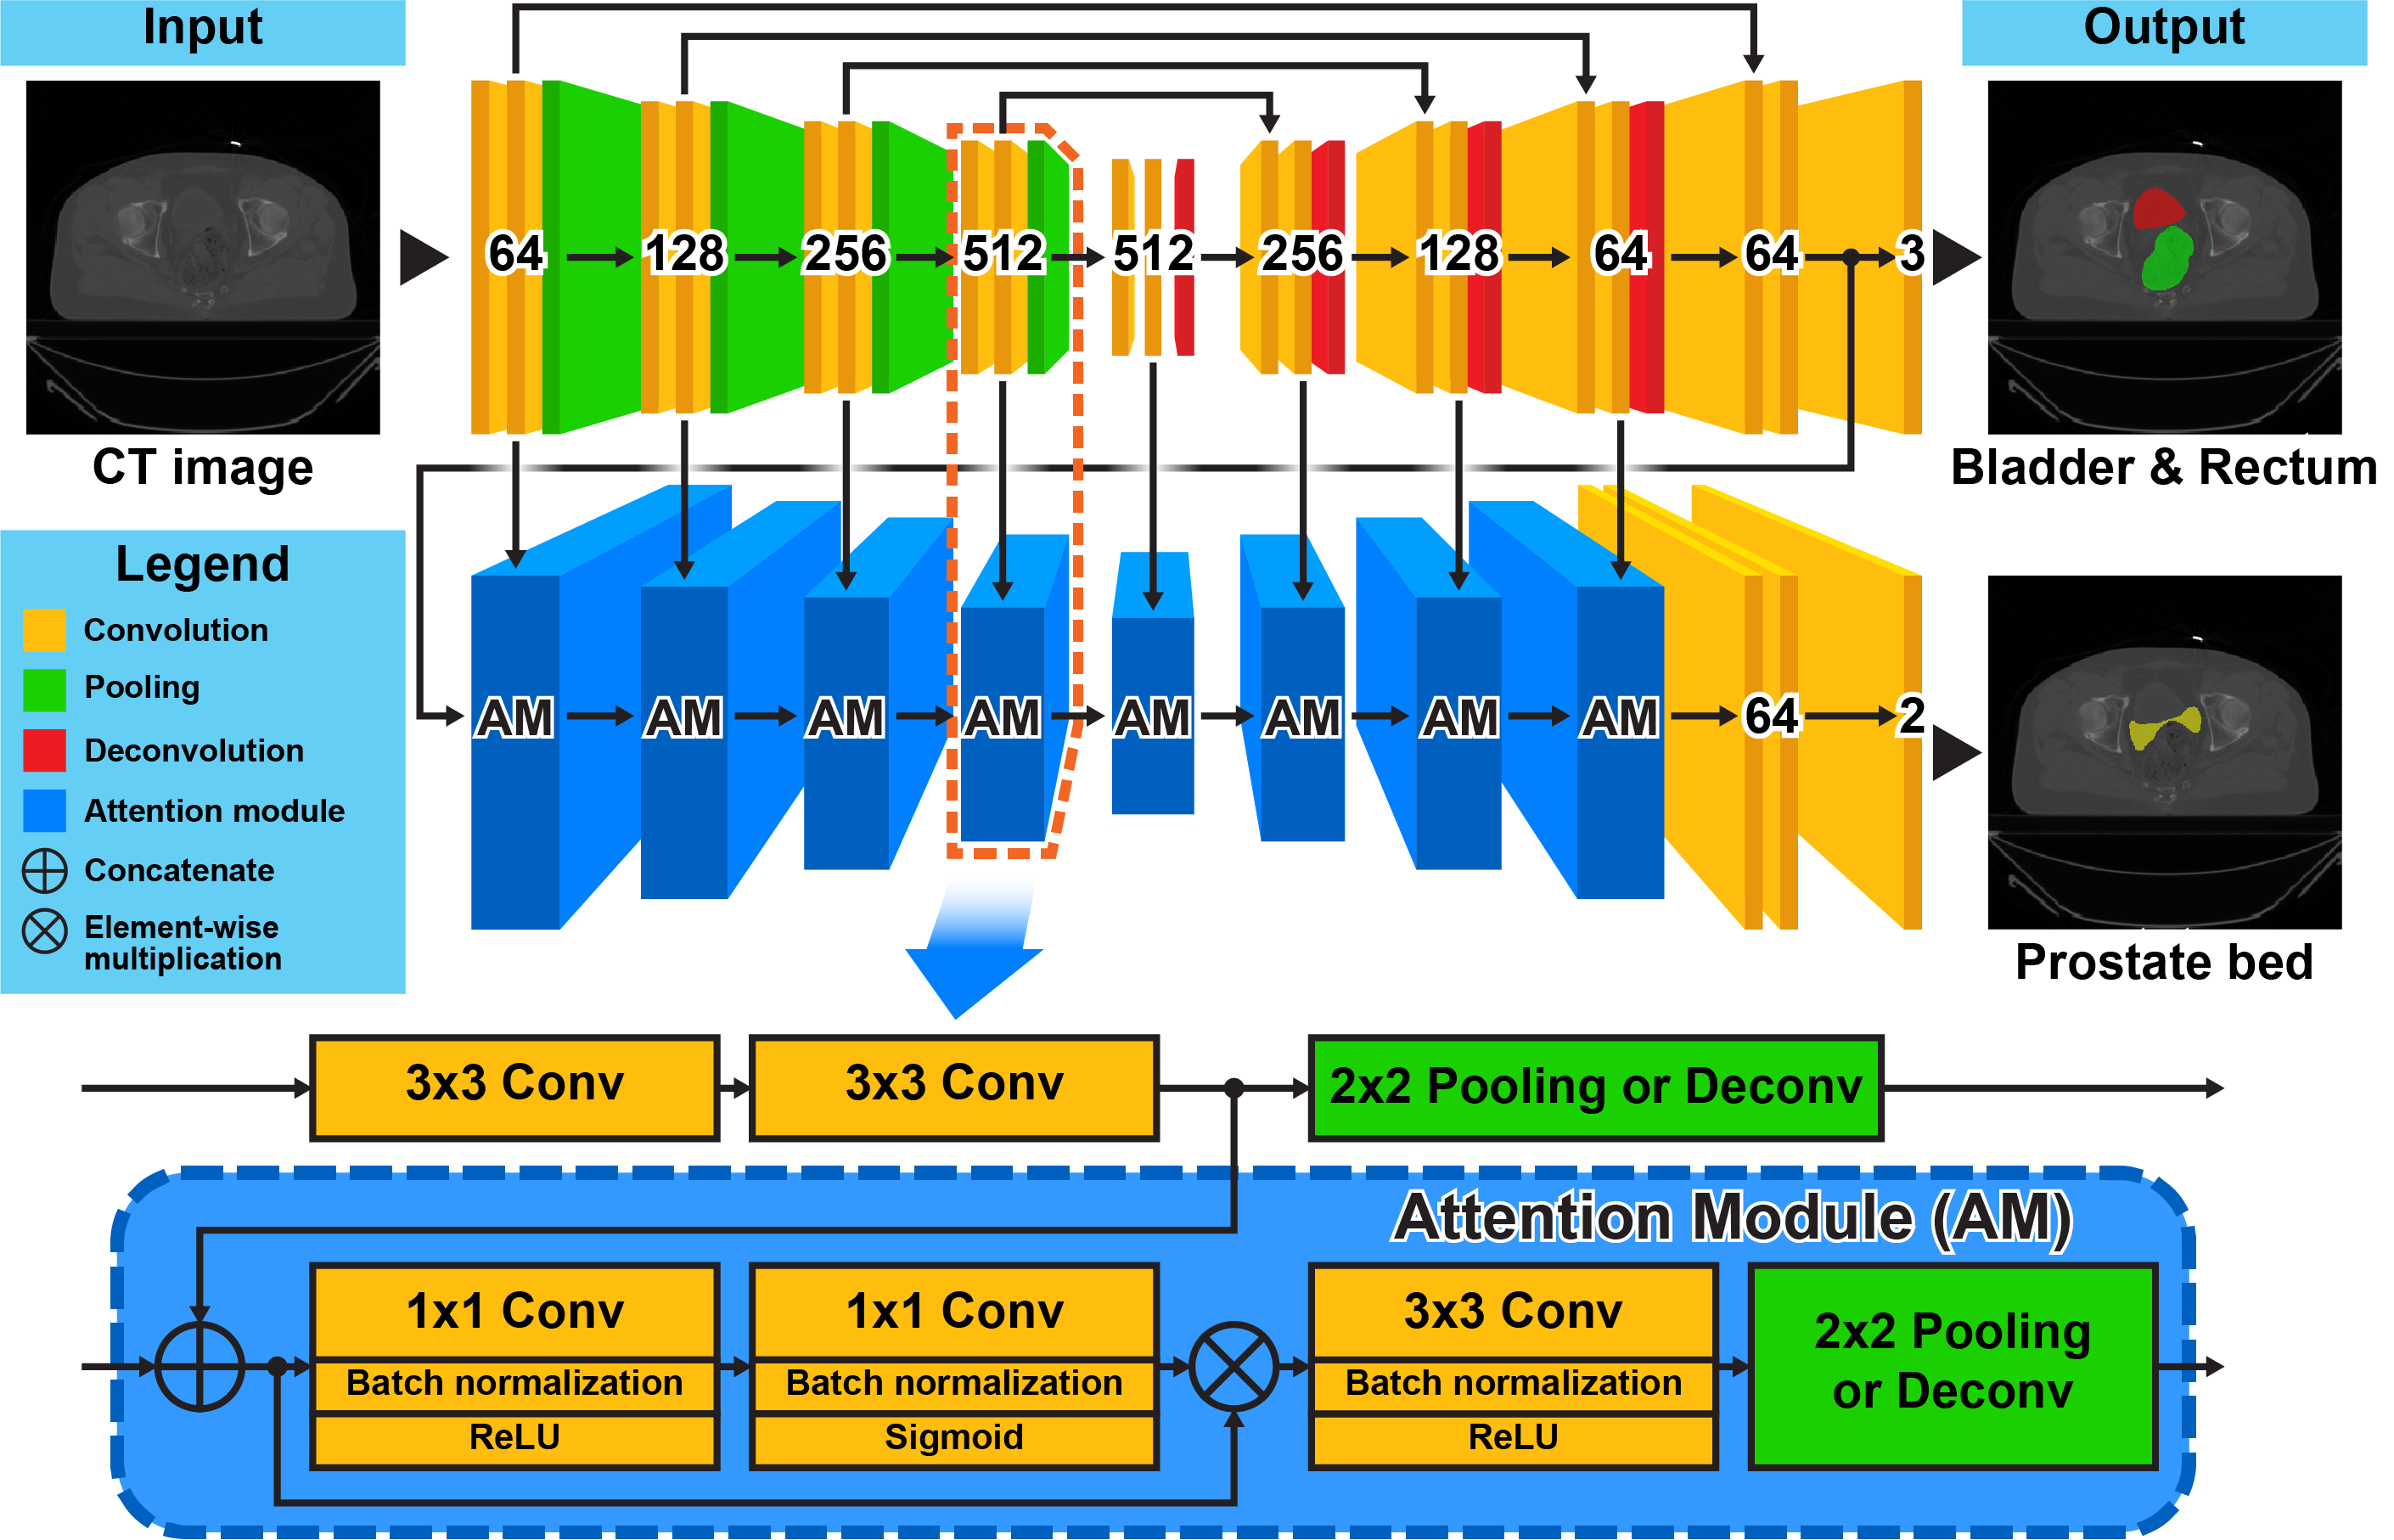 Input
Output
64
128
256
512
512
256
128
64
64
3
CT image
Bladder & Rectum
Legend
Convolution
Pooling
Deconvolution
Attention module
Concatenate
Element-wise
multiplication
AM
AM
AM
AM
AM
AM
AM
AM
64
2
Prostate bed
3x3 Conv
3x3 Conv
2x2 Pooling or Deconv
Attention Module (AM)
1x1 Conv
Batch normalization
ReLU
1x1 Conv
Batch normalization
Sigmoid
3x3 Conv
Batch normalization
ReLU
2x2 Pooling
or Deconv